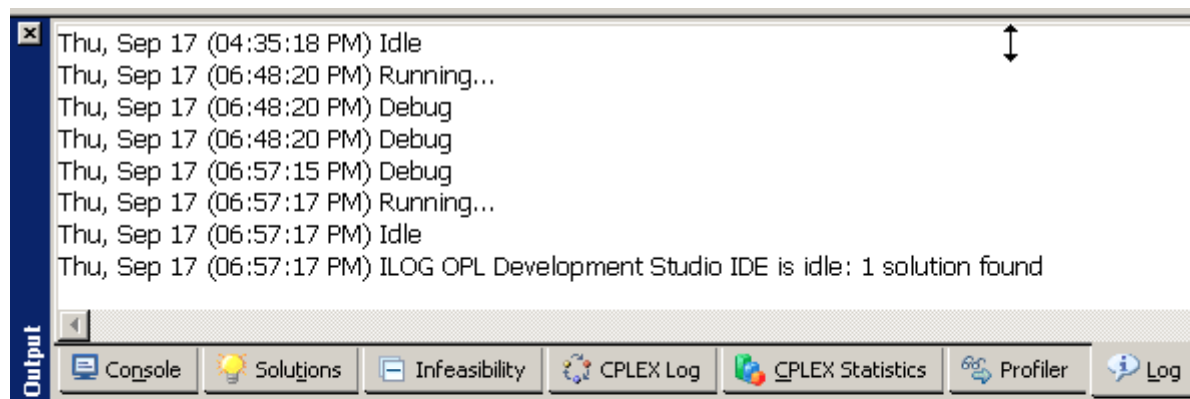 Thu, Sep 17 (04:35:18 PM) Idle
Thu, Sep 17 (06:48:20 PM) Running...
Thu, Sep 17 (06:48:20 PM) Debug
Thu, Sep 17 (06:48:20 PM) Debug
Thu, Sep 17 (06:57:15 PM) Debug
Thu, Sep 17 (06:57:17 PM) Running...
Thu, Sep 17 (06:57:17 PM) Idle
Thu, Sep 17 (06:57:17 PM) ILOG OPL Development Studio IDE is idle: 1 solution found
Output
Console Solutions Infeasibility CPLEX Log CPLEX Statistics Profiler Log